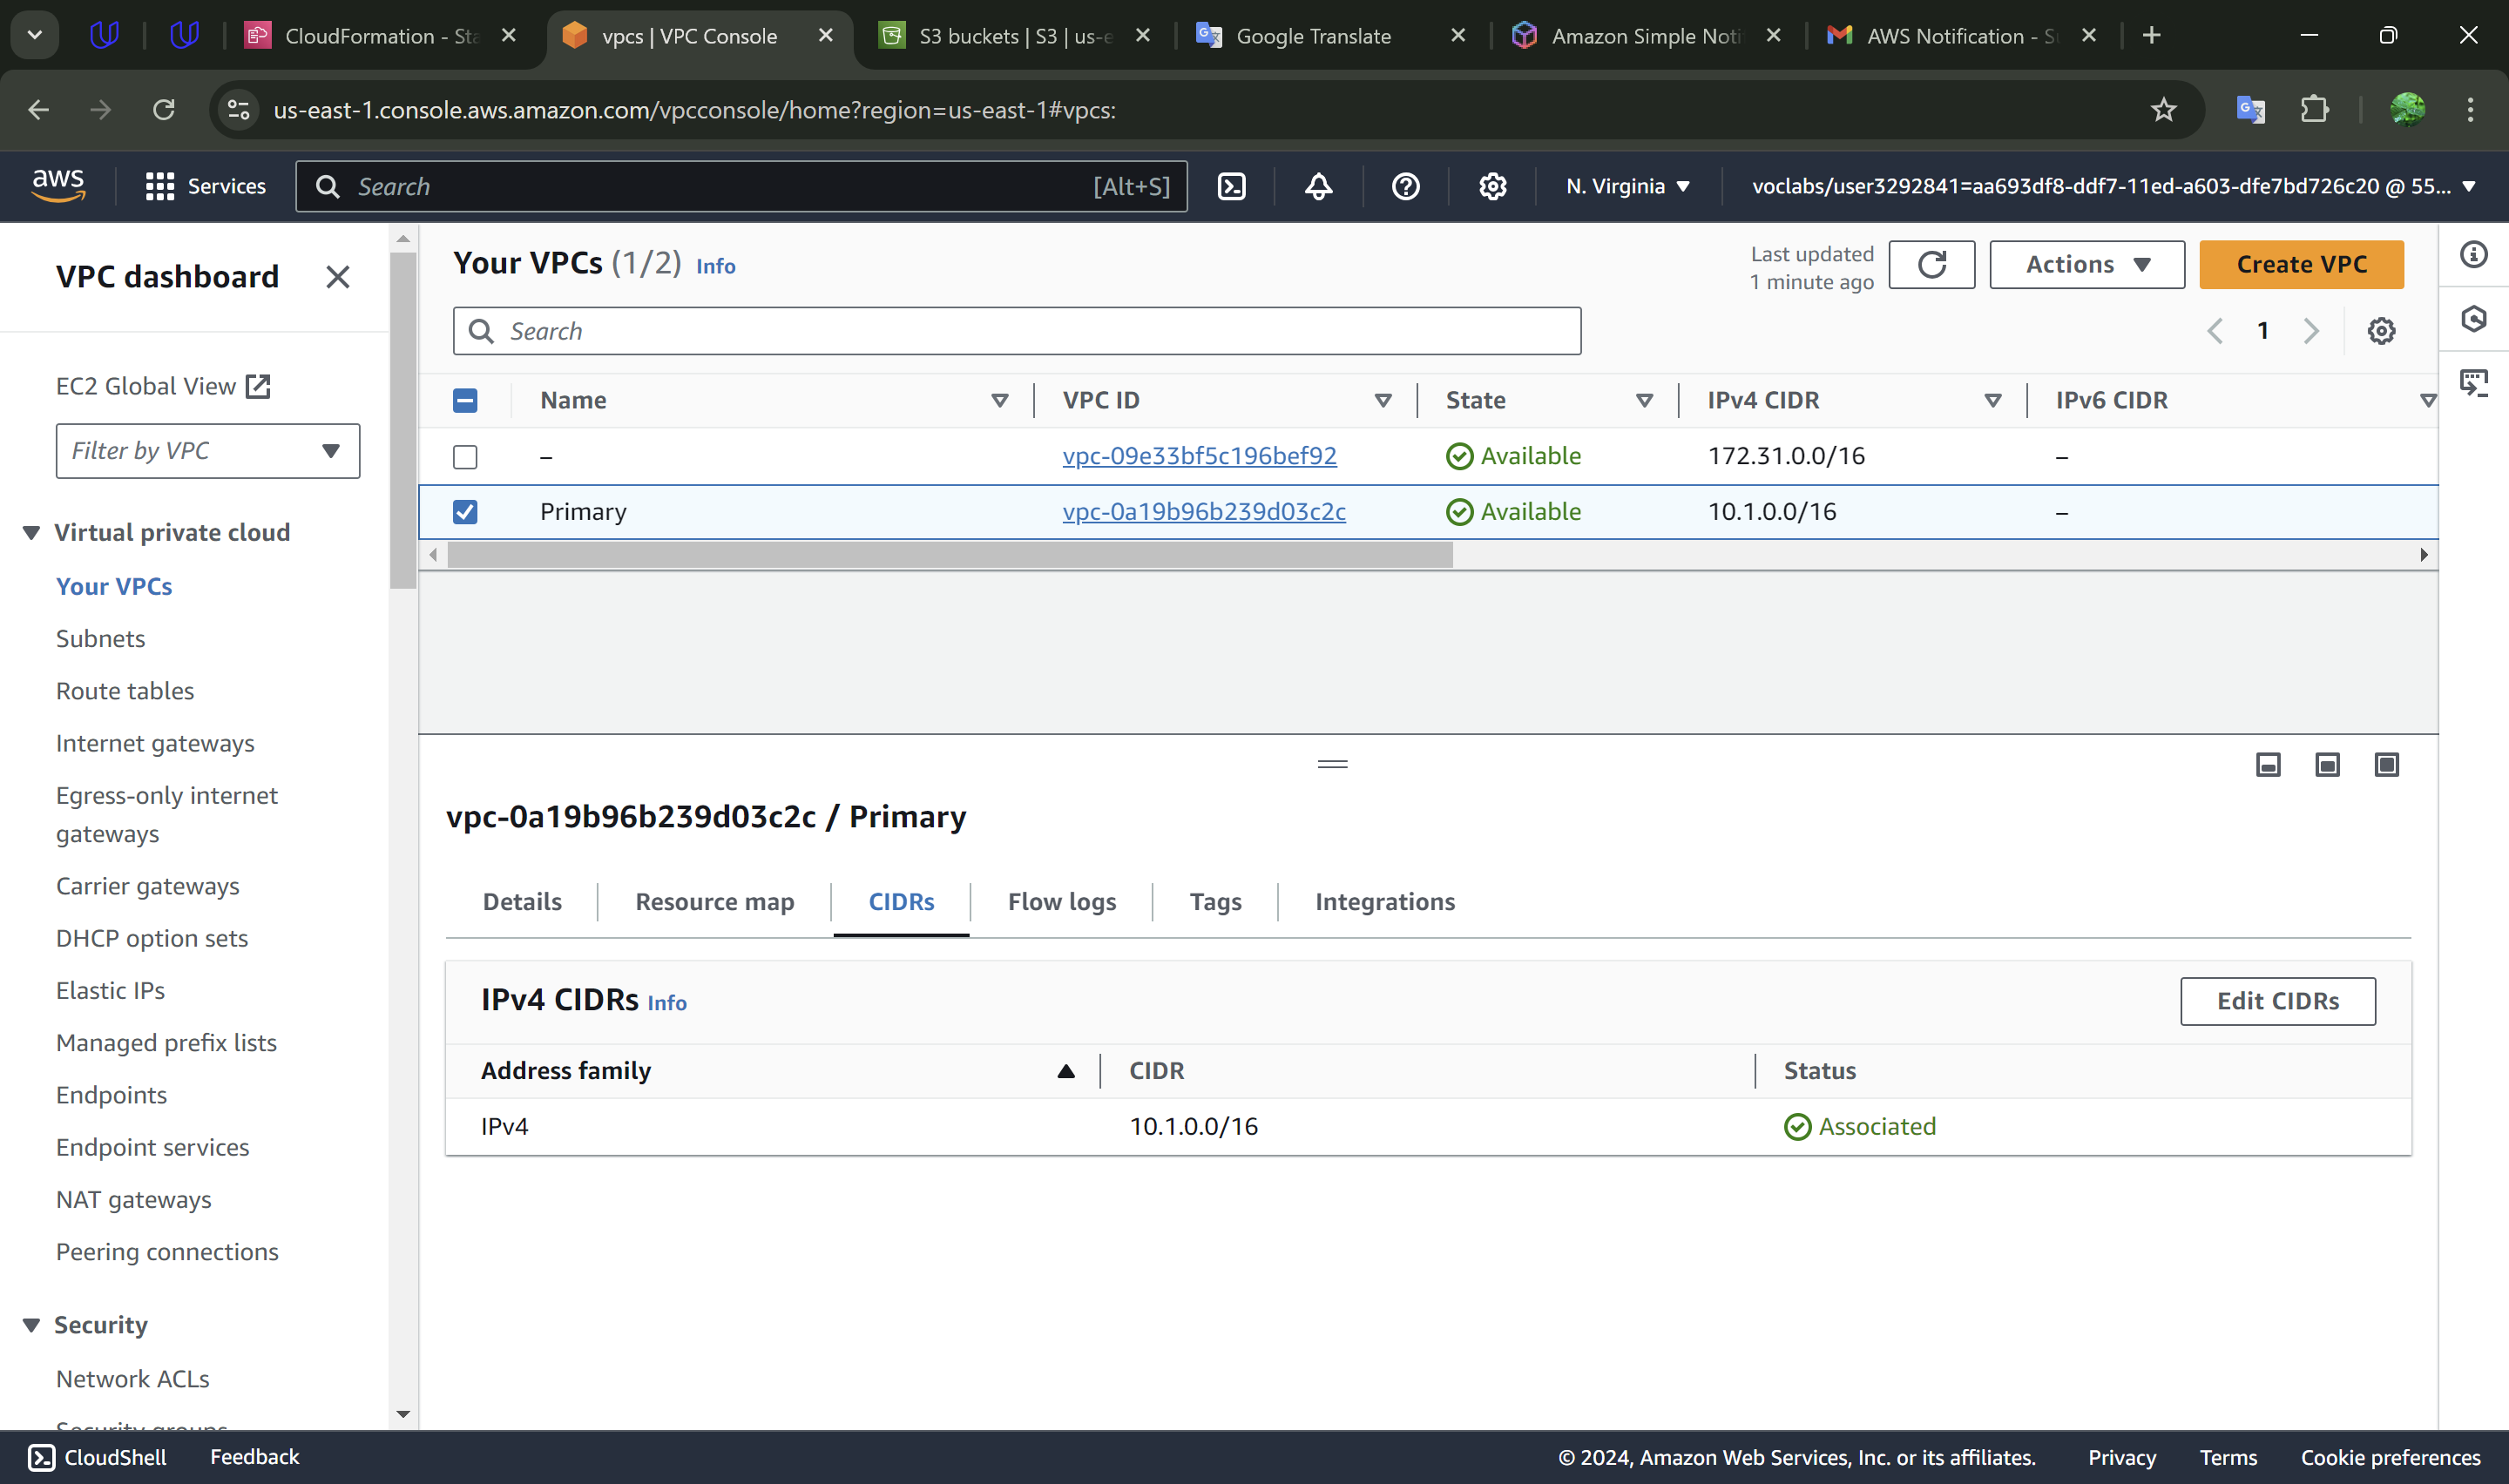 CloudFormation - Sta
vpcs | VPC Console
S3 buckets | S3 | us-e
Google Translate
Amazon Simple Noti
AWS Notification - Su
us-east-1.console.aws.amazon.com/vpcconsole/home?region=us-east-1#vpcs:
aws
Services
Search
[Alt+S]
N. Virginia
voclabs/user3292841=aa693df8-ddf7-11ed-a603-dfe7bd726c20 @ 55...
VPC dashboard
EC2 Global View
Filter by VPC
Virtual private cloud
Your VPCs
Subnets
Route tables
Internet gateways
Egress-only internet
gateways
Carrier gateways
DHCP option sets
Elastic IPs
Managed prefix lists
Endpoints
Endpoint services
NAT gateways
Peering connections
Security
Network ACLs
Security groups
Your VPCs (1/2) Info
Last updated
1 minute ago
Actions
Create VPC
Search
1
Name VPC ID State IPv4 CIDR IPv6 CIDR
– vpc-09e33bf5c196bef92 Available 172.31.0.0/16 –
Primary vpc-0a19b96b239d03c2c Available 10.1.0.0/16 –
vpc-0a19b96b239d03c2c / Primary
Details Resource map CIDRs Flow logs Tags Integrations
IPv4 CIDRs Info
Edit CIDRs
Address family CIDR Status
IPv4 10.1.0.0/16 Associated
CloudShell Feedback © 2024, Amazon Web Services, Inc. or its affiliates. Privacy Terms Cookie preferences